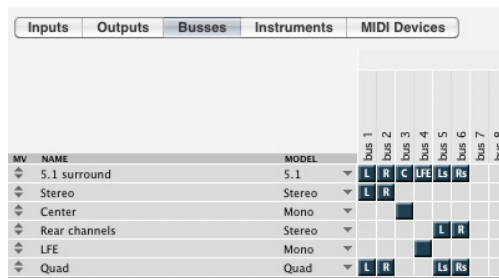 Inputs Outputs Busses Instruments MIDI Devices
bus 1 bus 2 bus 3 bus 4 bus 5 bus 6 bus 7
MV NAME MODEL
5.1 surround 5.1 L R C LFE Ls Rs
Stereo Stereo L R
Center Mono
Rear channels Stereo L R
LFE Mono
Quad Quad L R Ls Rs